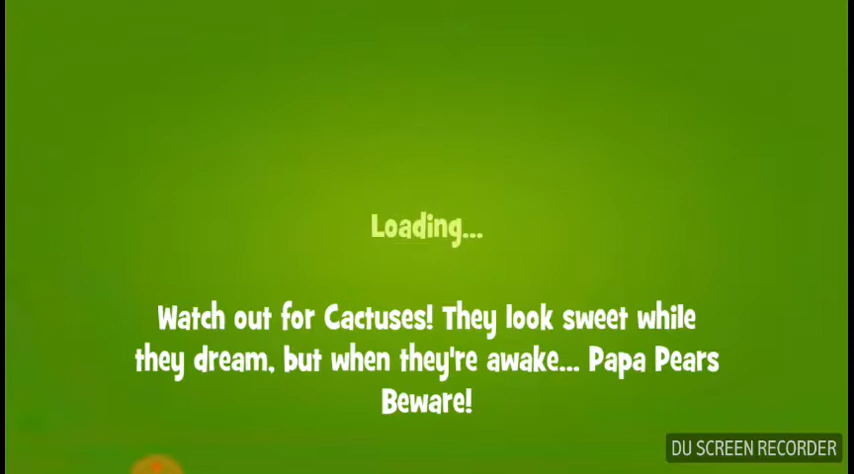 Loading...
Watch out for Cactuses! They look sweet while
they dream, but when they're awake... Papa Pears
Beware!
DU SCREEN RECORDER